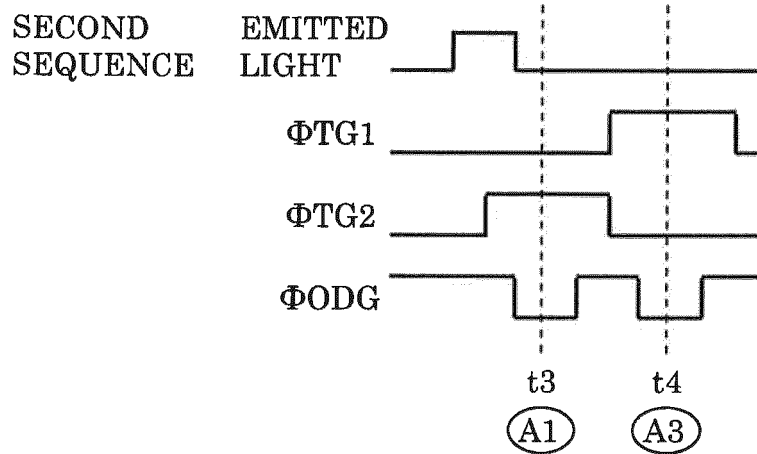 SECOND EMITTED
SEQUENCE LIGHT
ΦTG1
ΦTG2
ΦODG
t3 t4
A1 A3